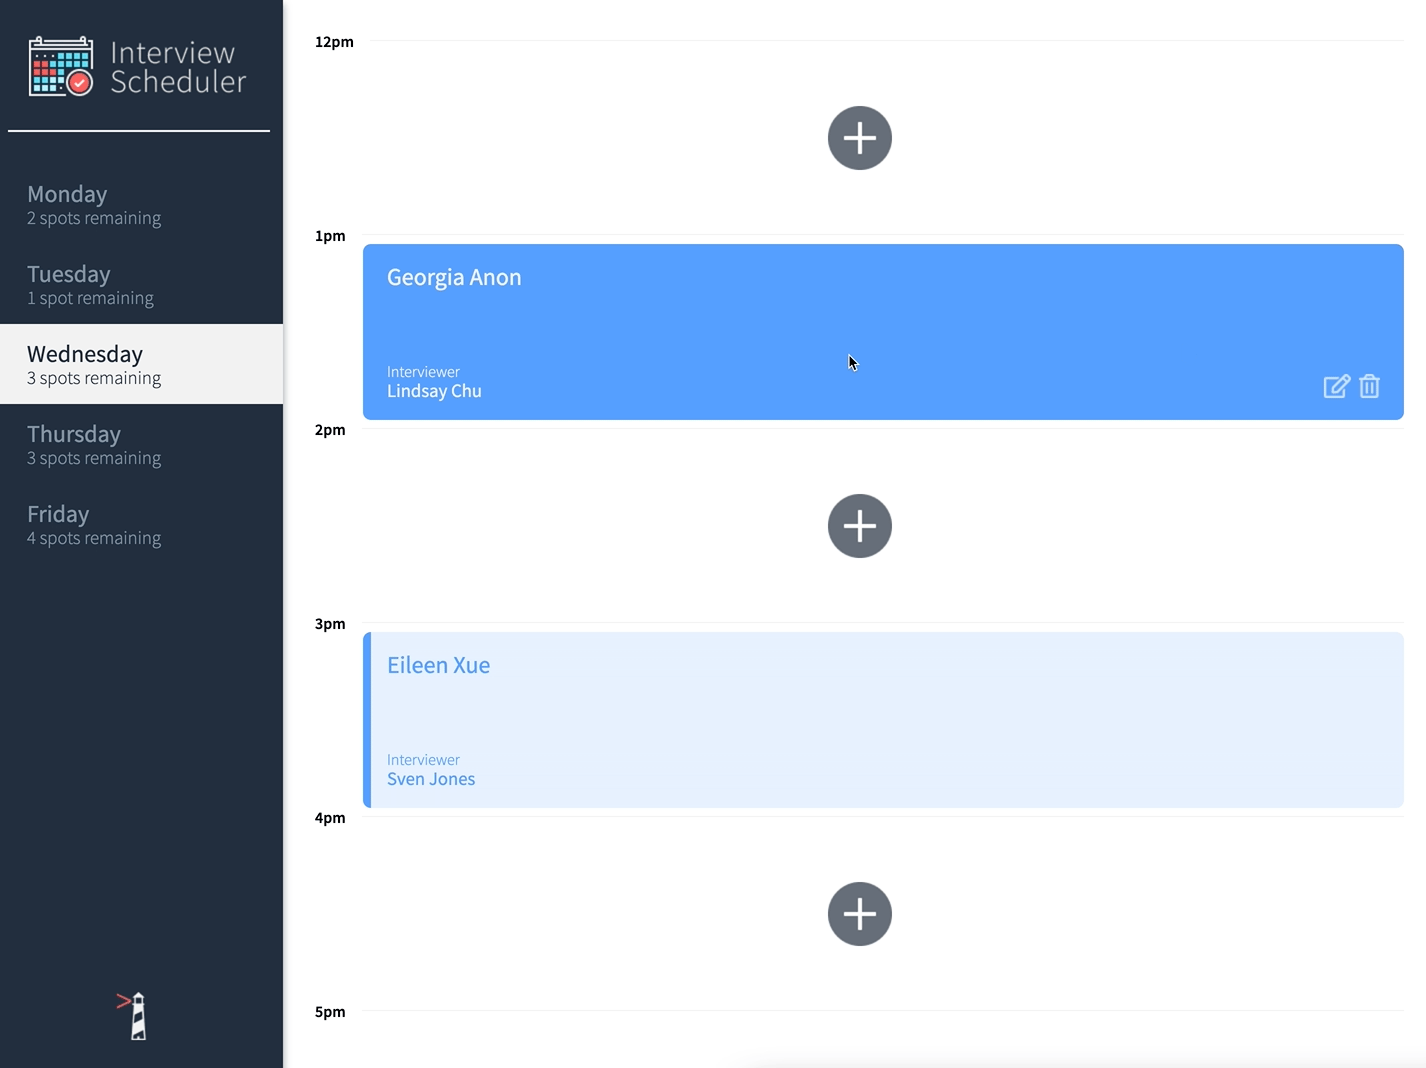 Interview
Scheduler
Monday
2 spots remaining
Tuesday
1 spot remaining
Wednesday
3 spots remaining
Thursday
3 spots remaining
Friday
4 spots remaining
12pm
1pm
Georgia Anon
Interviewer
Lindsay Chu
2pm
3pm
Eileen Xue
Interviewer
Sven Jones
4pm
5pm